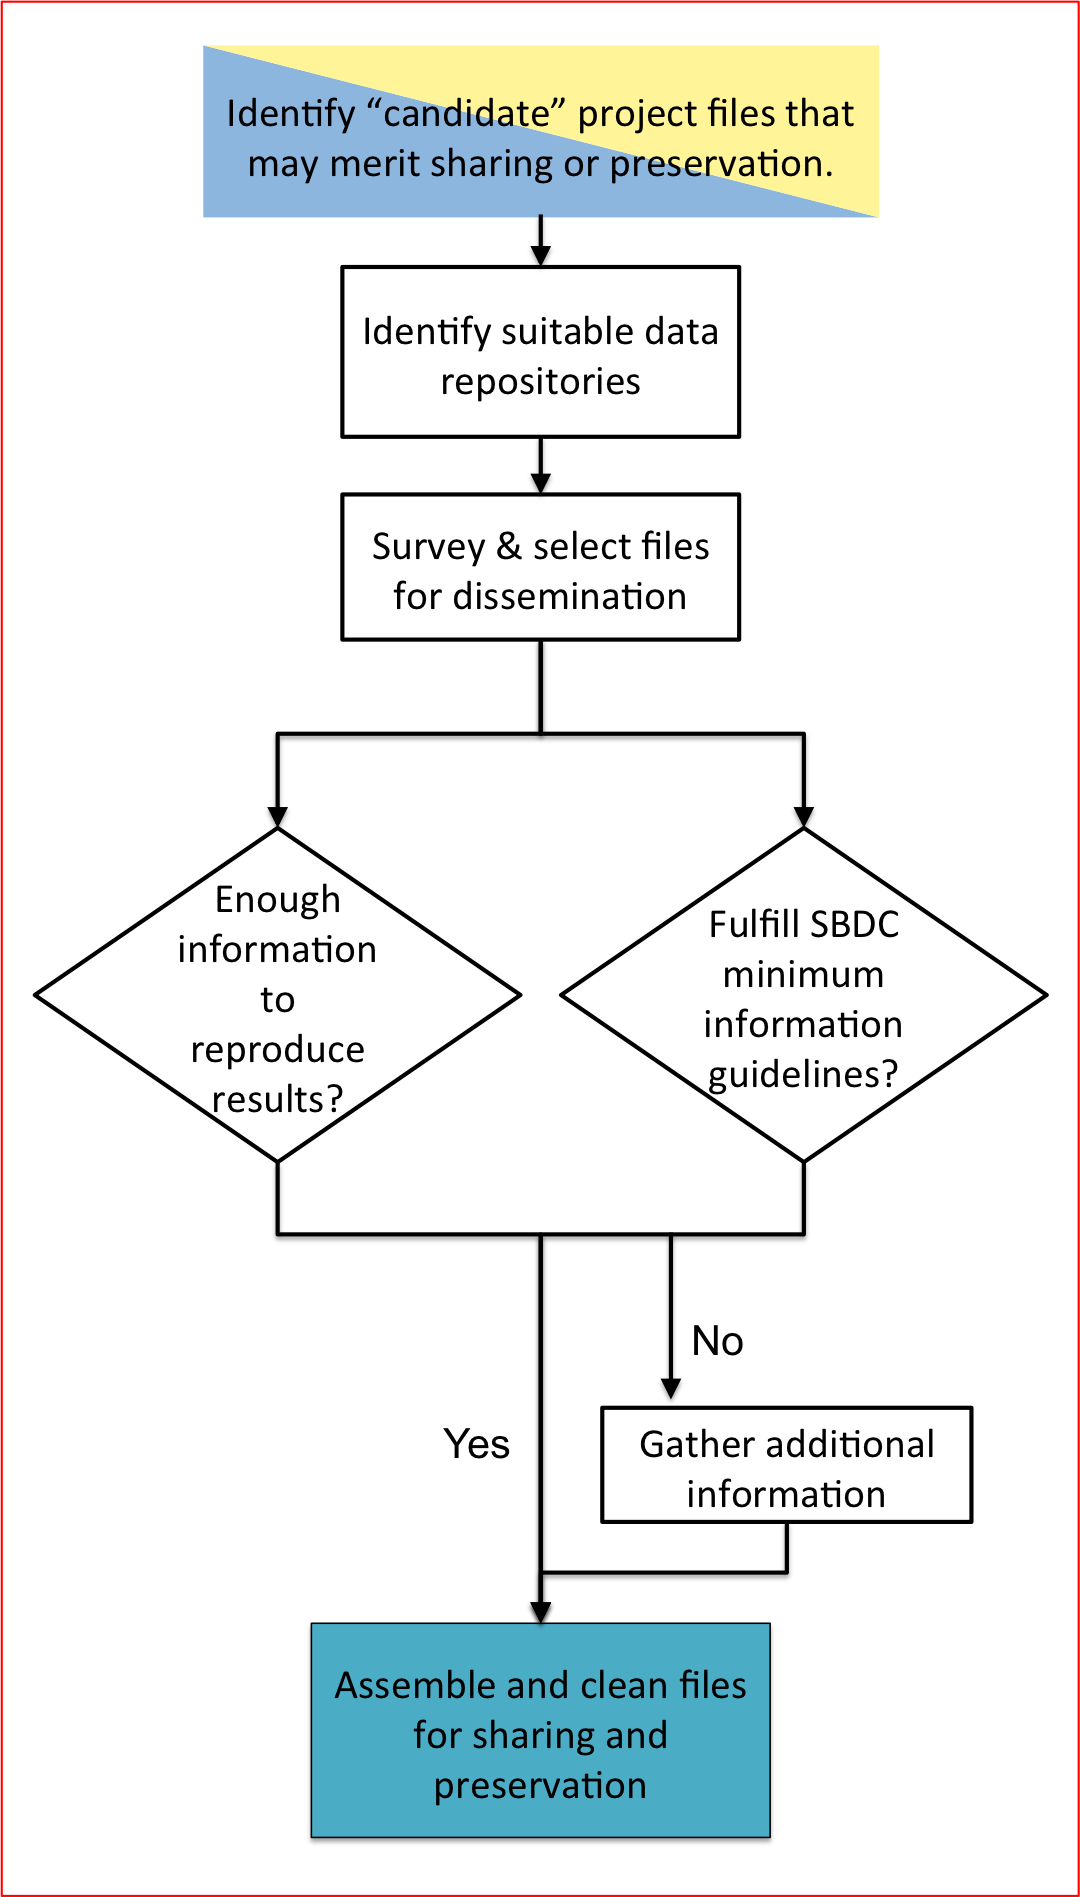 Identify “candidate” project files that
may merit sharing or preservation.
Identify suitable data
repositories
Survey & select files
for dissemination
Enough
information
to
reproduce
results?
Fulfill SBDC
minimum
information
guidelines?
No
Yes
Gather additional
information
Assemble and clean files
for sharing and
preservation